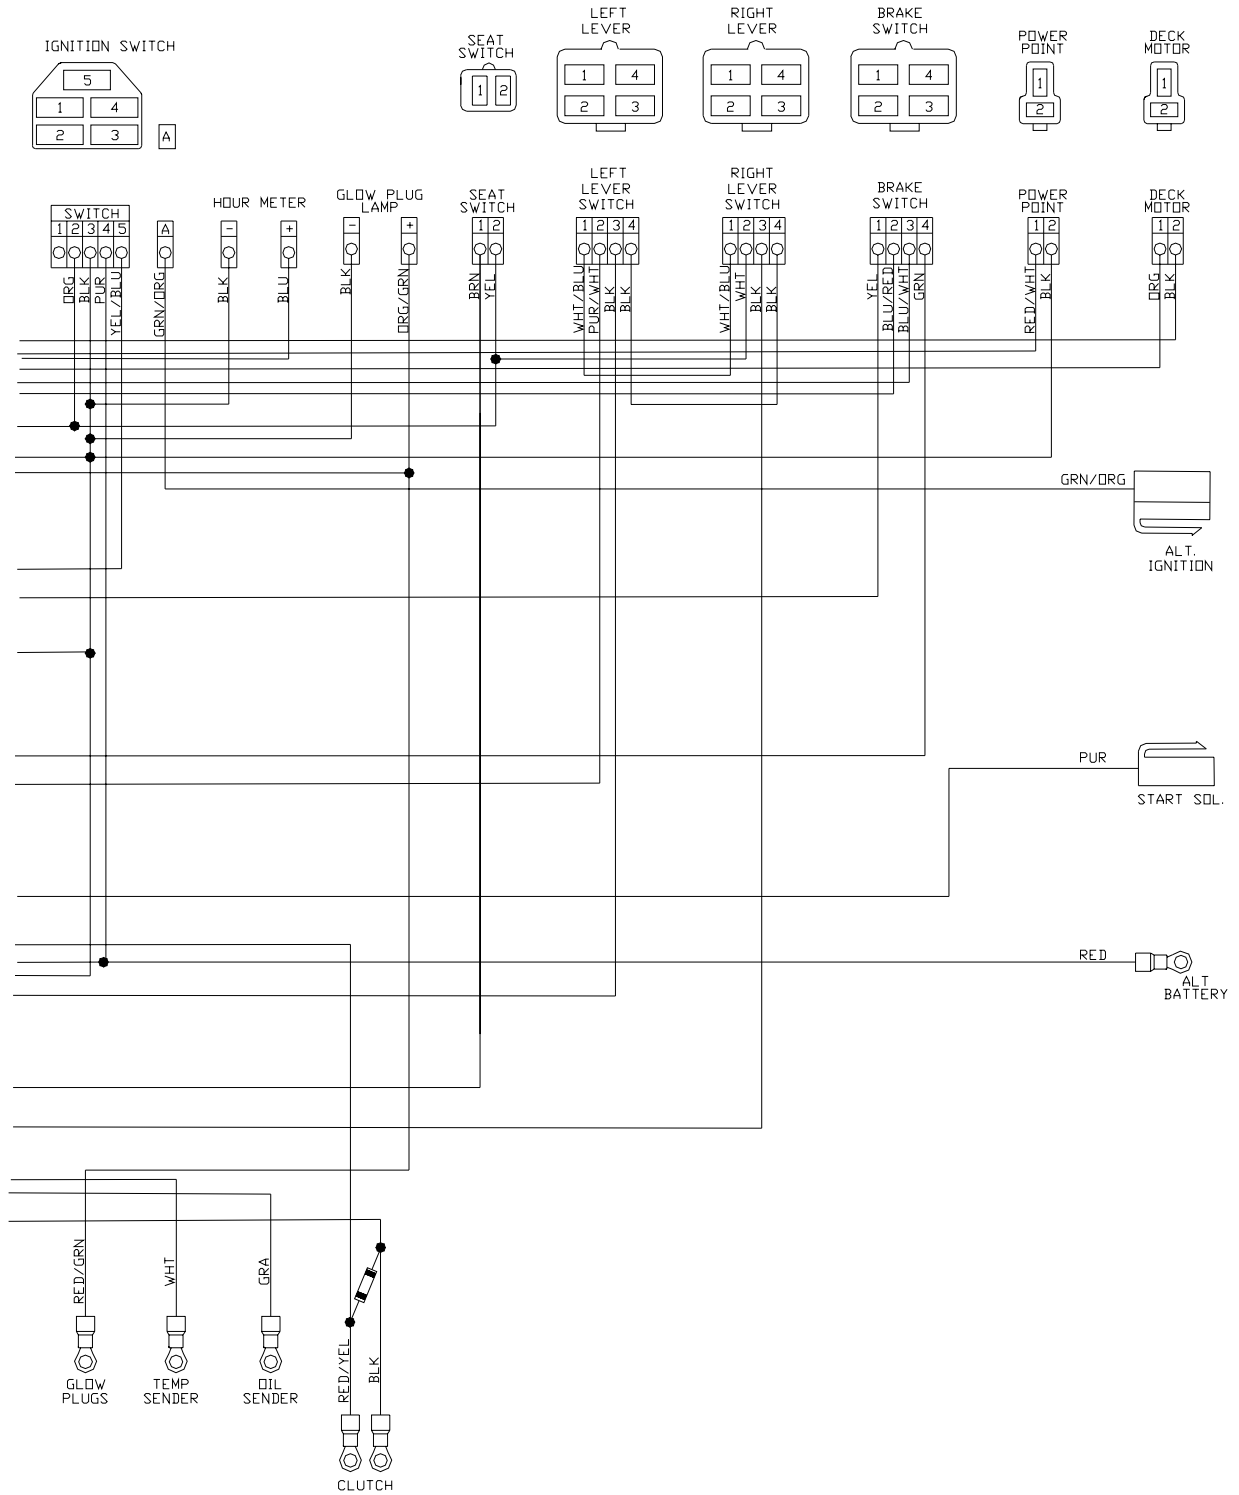 IGNITION SWITCH
5
1 4
2 3
A
SEAT
SWITCH
1 2
LEFT
LEVER
1 4
2 3
RIGHT
LEVER
1 4
2 3
BRAKE
SWITCH
1 4
2 3
POWER
POINT
1
2
DECK
MOTOR
1
2
SWITCH
1 2 3 4 5
ORG
BLK
PUR
YEL/BLU
A
GRN/ORG
HOUR METER
- +
BLK
BLU
GLOW PLUG
LAMP
- +
BLK
ORG/GRN
SEAT
SWITCH
1 2
BRN
YEL
LEFT
LEVER
SWITCH
1 2 3 4
WHT/BLU
PUR/WHT
BLK
BLK
RIGHT
LEVER
SWITCH
1 2 3 4
WHT/BLU
WHT
BLK
BLK
BRAKE
SWITCH
1 2 3 4
YEL
BLU/RED
BLU/WHT
GRN
POWER
POINT
1 2
RED/WHT
BLK
DECK
MOTOR
1 2
ORG
BLK
GRN/ORG
ALT.
IGNITION
PUR
START SOL.
RED
ALT
BATTERY
RED/GRN
GLOW
PLUGS
WHT
TEMP
SENDER
GRA
OIL
SENDER
RED/YEL
BLK
CLUTCH